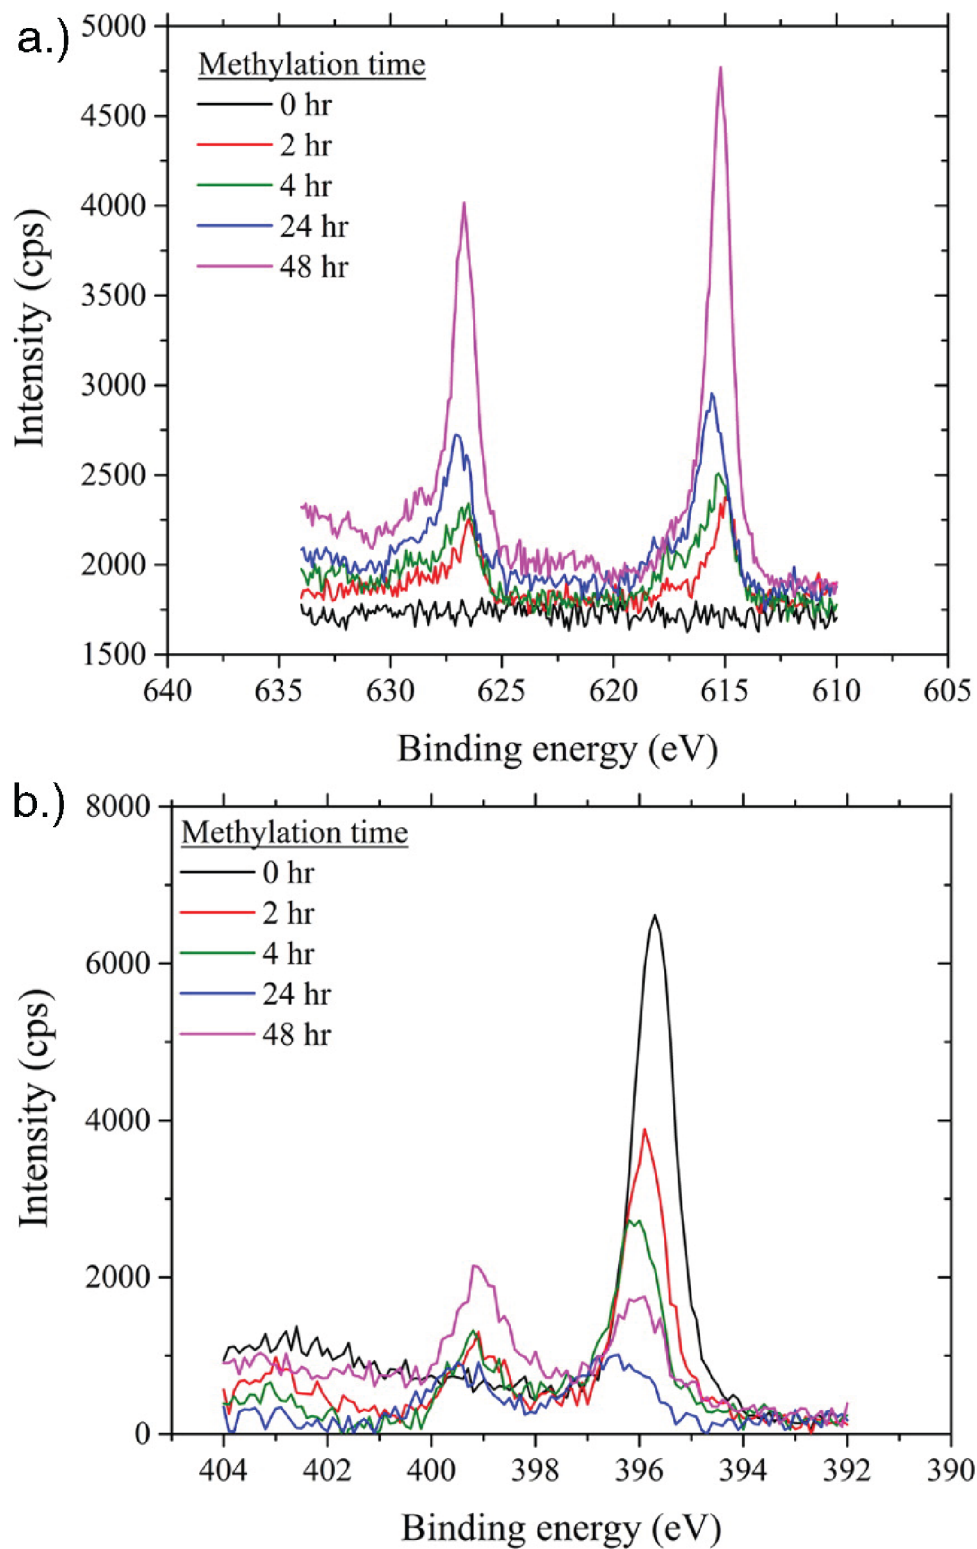 a.)
Methylation time
0 hr
2 hr
4 hr
24 hr
48 hr
Intensity (cps)
5000
4500
4000
3500
3000
2500
2000
1500
640 635 630 625 620 615 610 605
Binding energy (eV)
b.)
Methylation time
0 hr
2 hr
4 hr
24 hr
48 hr
Intensity (cps)
8000
6000
4000
2000
0
404 402 400 398 396 394 392 390
Binding energy (eV)